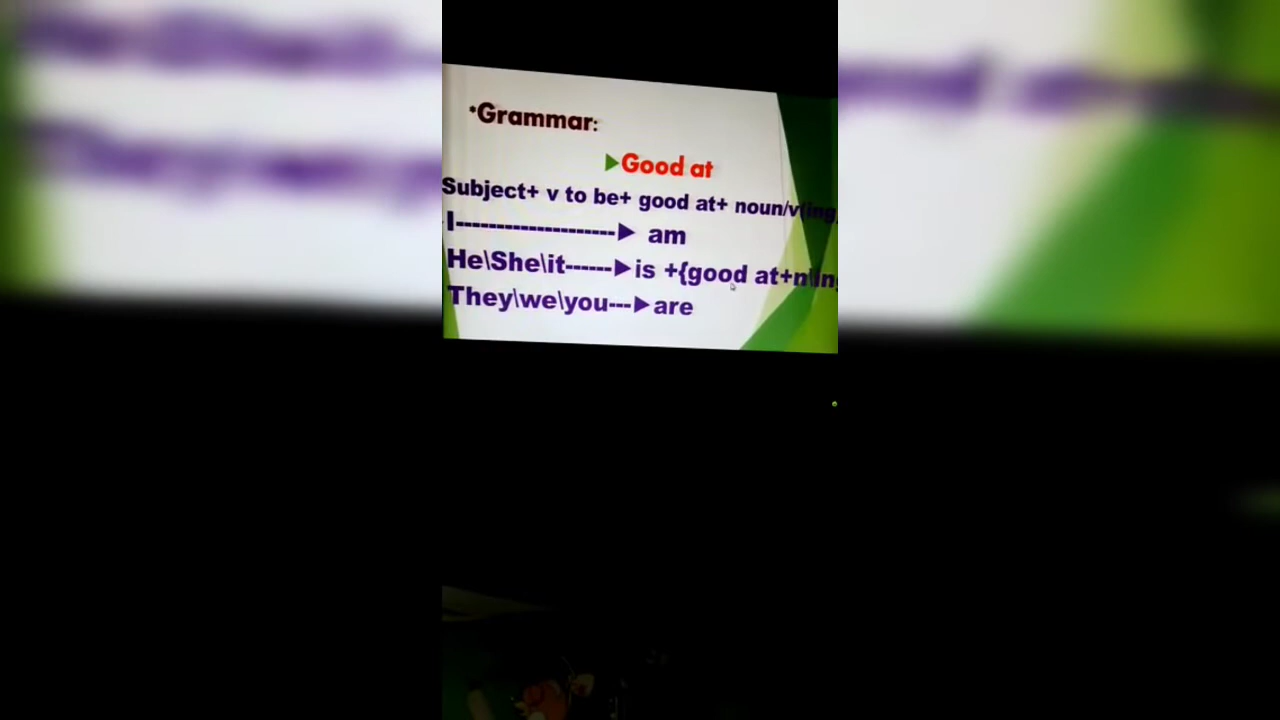 *Grammar:
Good at
Subject+ v to be+ good at+ noun/v(ing
I--------------------► am
He\She\it------►is +{good at+n\ing
They\we\you---►are